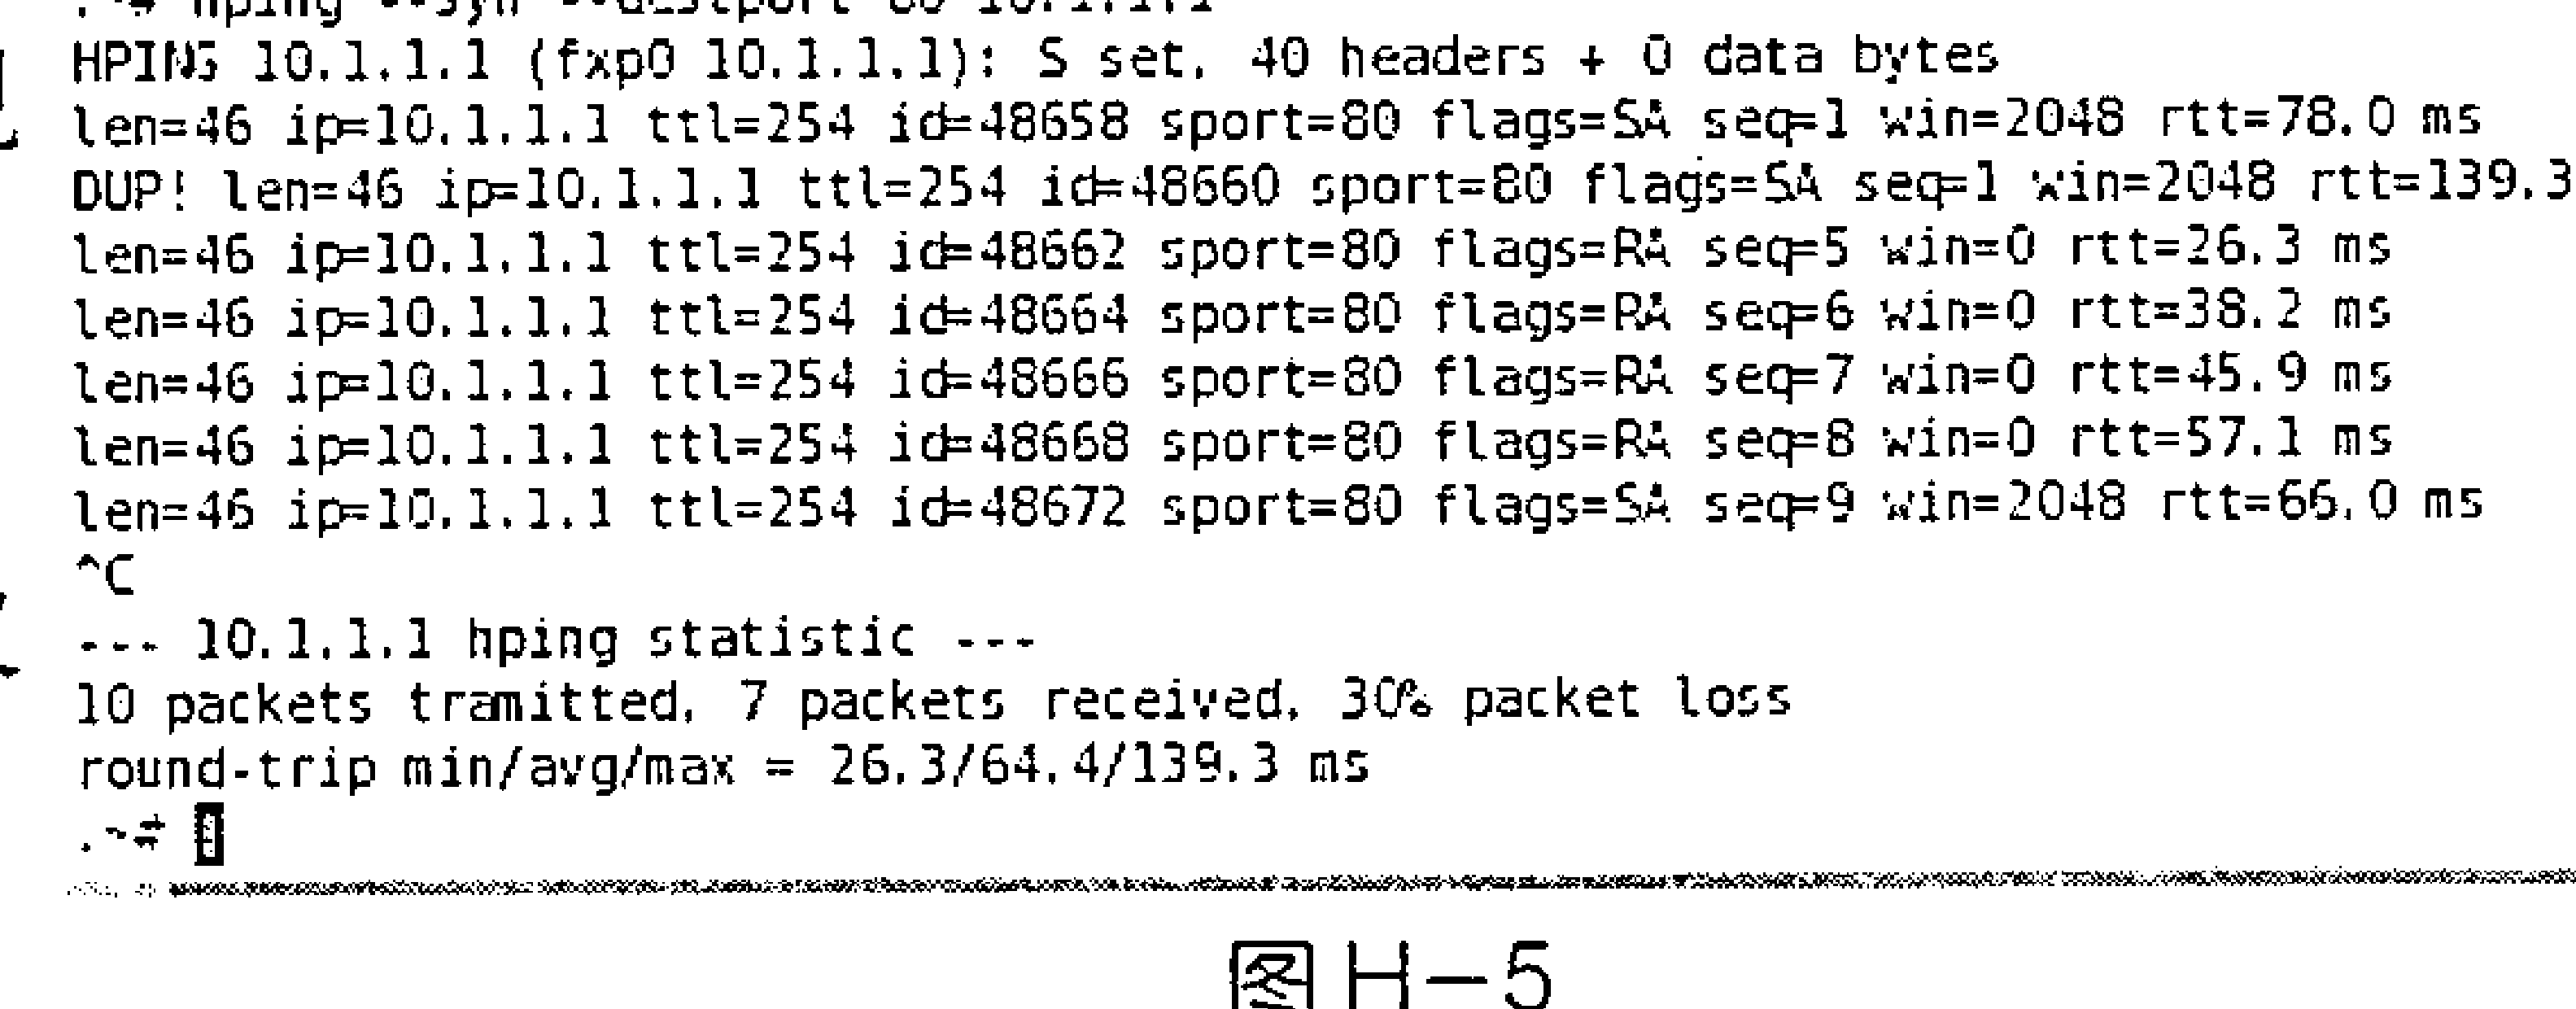 .~# hping --syn --destport 80 10.1.1.1
HPING 10.1.1.1 (fxp0 10.1.1.1): S set, 40 headers + 0 data bytes
len=46 ip=10.1.1.1 ttl=254 id=48658 sport=80 flags=SA seq=1 win=2048 rtt=78.0 ms
DUP! len=46 ip=10.1.1.1 ttl=254 id=48660 sport=80 flags=SA seq=1 win=2048 rtt=139.3
len=46 ip=10.1.1.1 ttl=254 id=48662 sport=80 flags=RA seq=5 win=0 rtt=26.3 ms
len=46 ip=10.1.1.1 ttl=254 id=48664 sport=80 flags=RA seq=6 win=0 rtt=38.2 ms
len=46 ip=10.1.1.1 ttl=254 id=48666 sport=80 flags=RA seq=7 win=0 rtt=45.9 ms
len=46 ip=10.1.1.1 ttl=254 id=48668 sport=80 flags=RA seq=8 win=0 rtt=57.1 ms
len=46 ip=10.1.1.1 ttl=254 id=48672 sport=80 flags=SA seq=9 win=2048 rtt=66.0 ms
^C
--- 10.1.1.1 hping statistic ---
10 packets tramitted, 7 packets received, 30% packet loss
round-trip min/avg/max = 26.3/64.4/139.3 ms
.~#
图 H-5